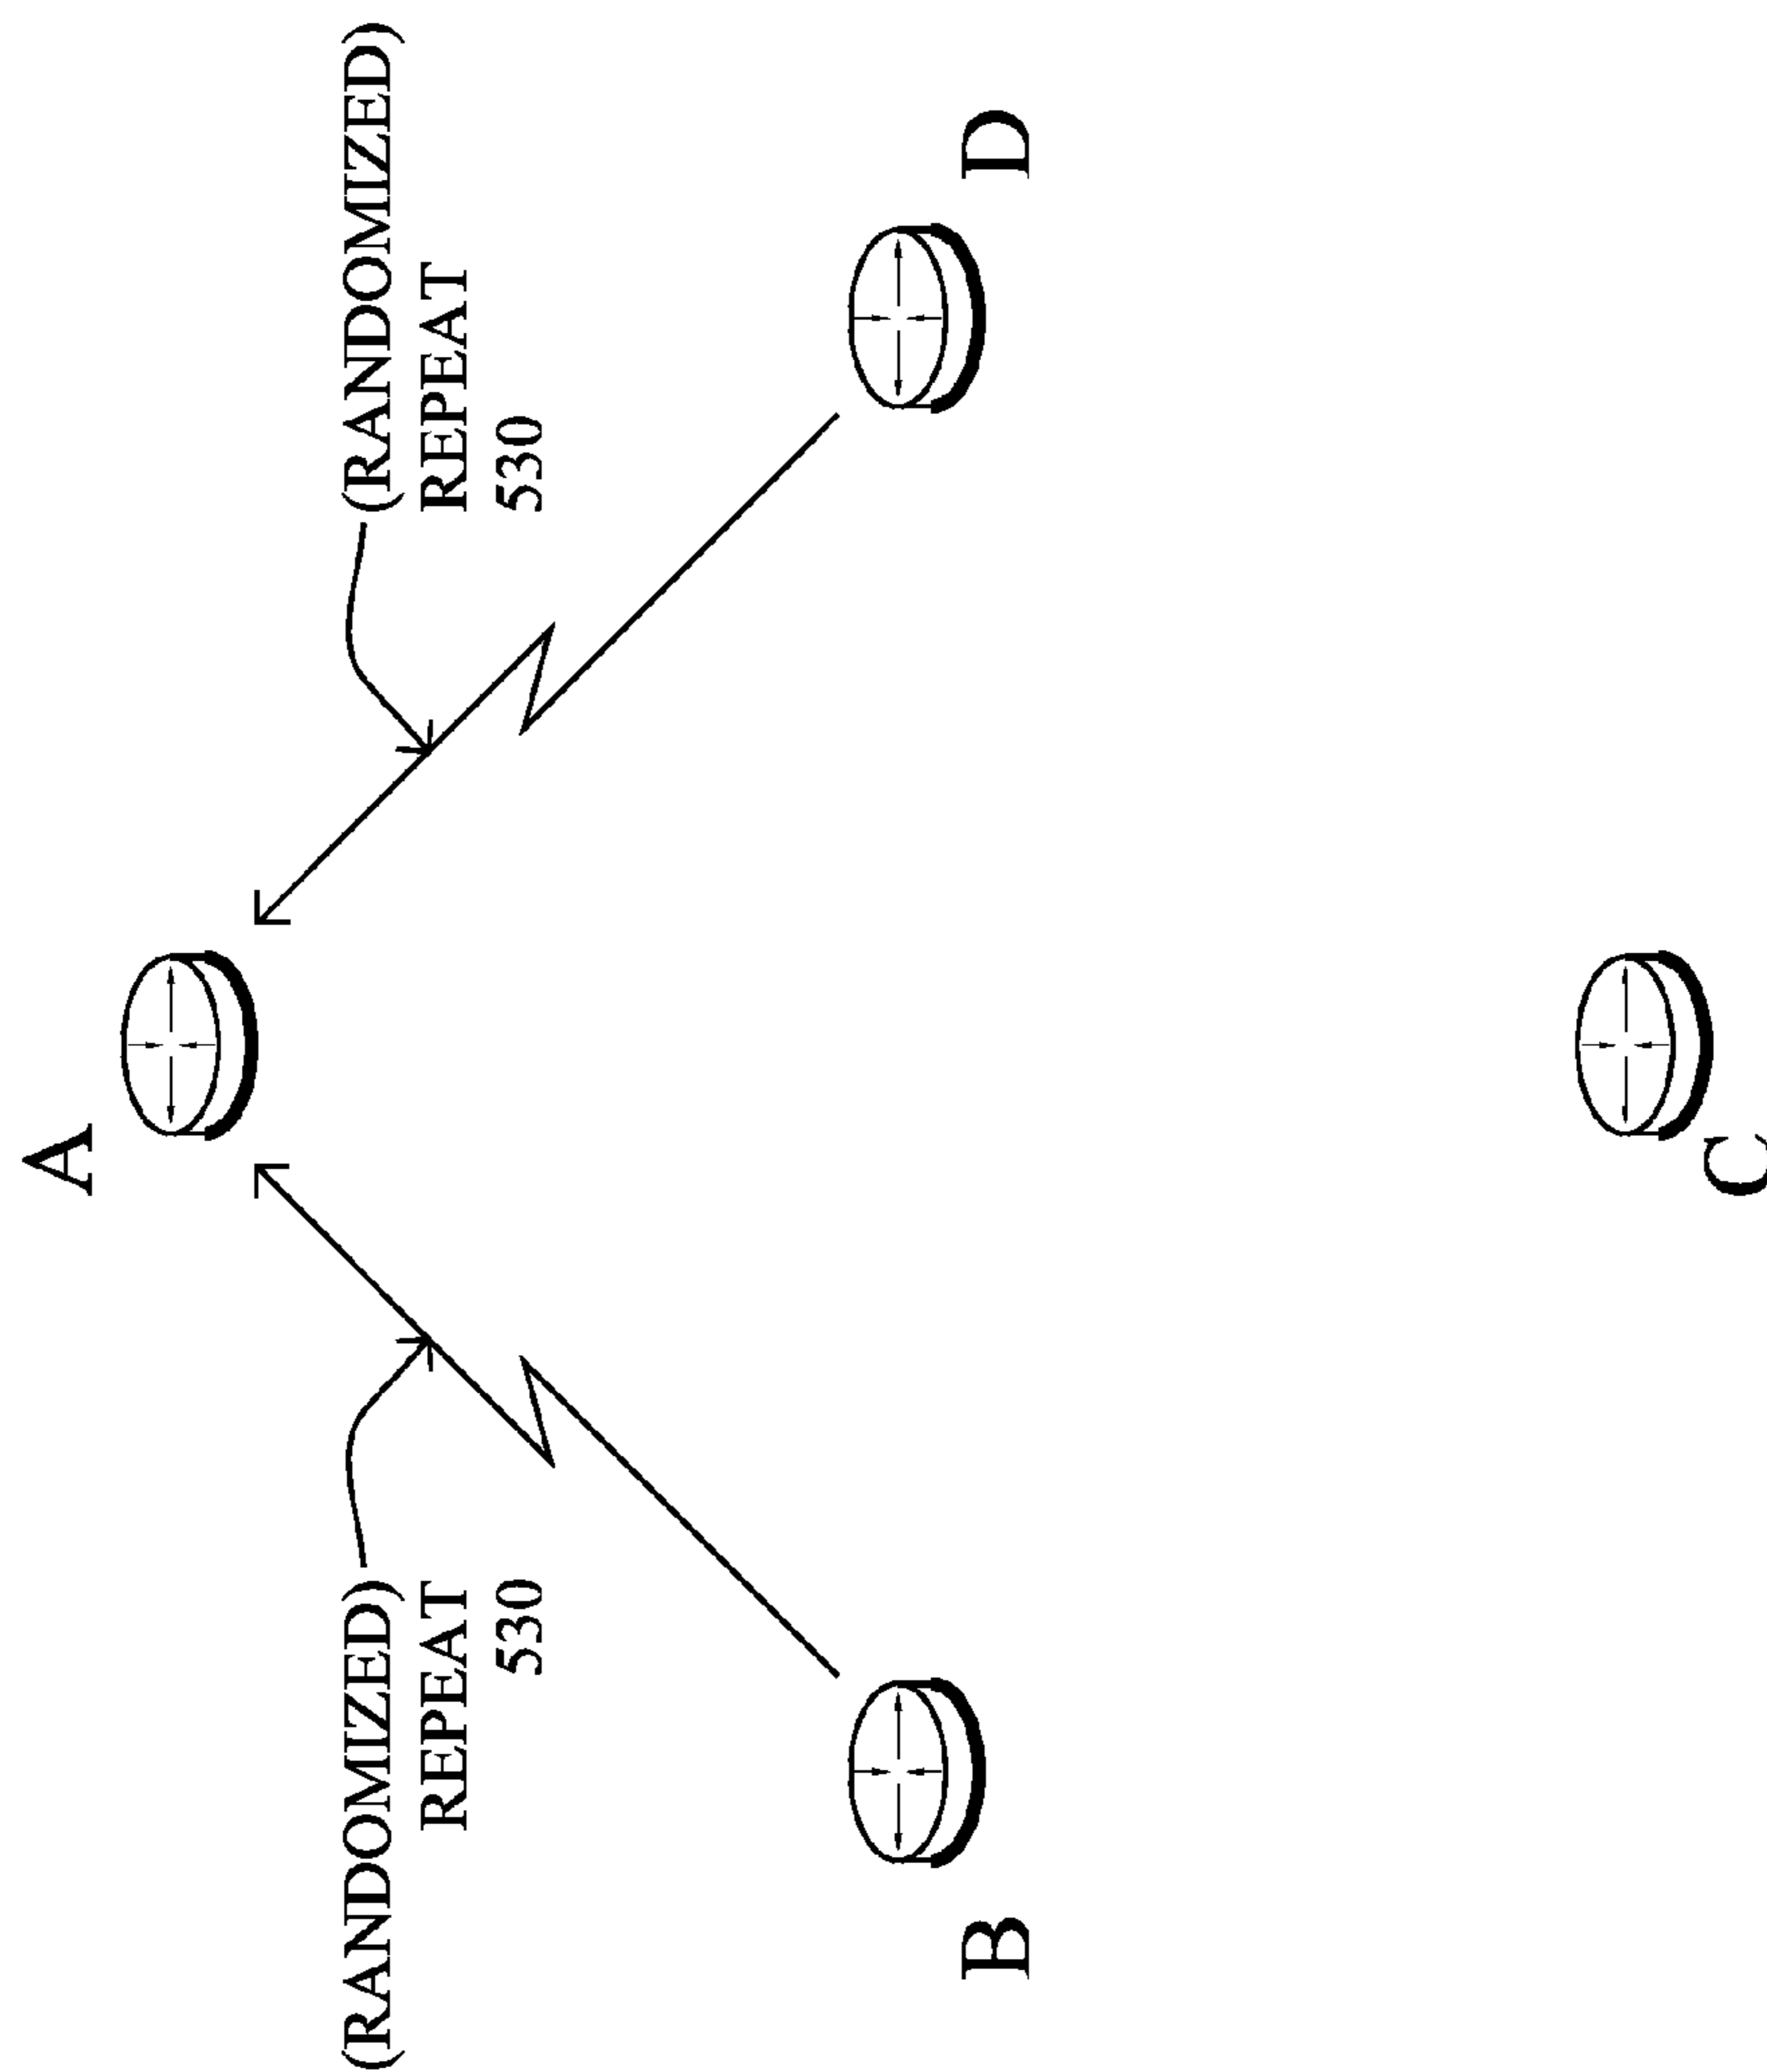 A
(RANDOMIZED)
REPEAT
530
(RANDOMIZED)
REPEAT
530
B
D
C